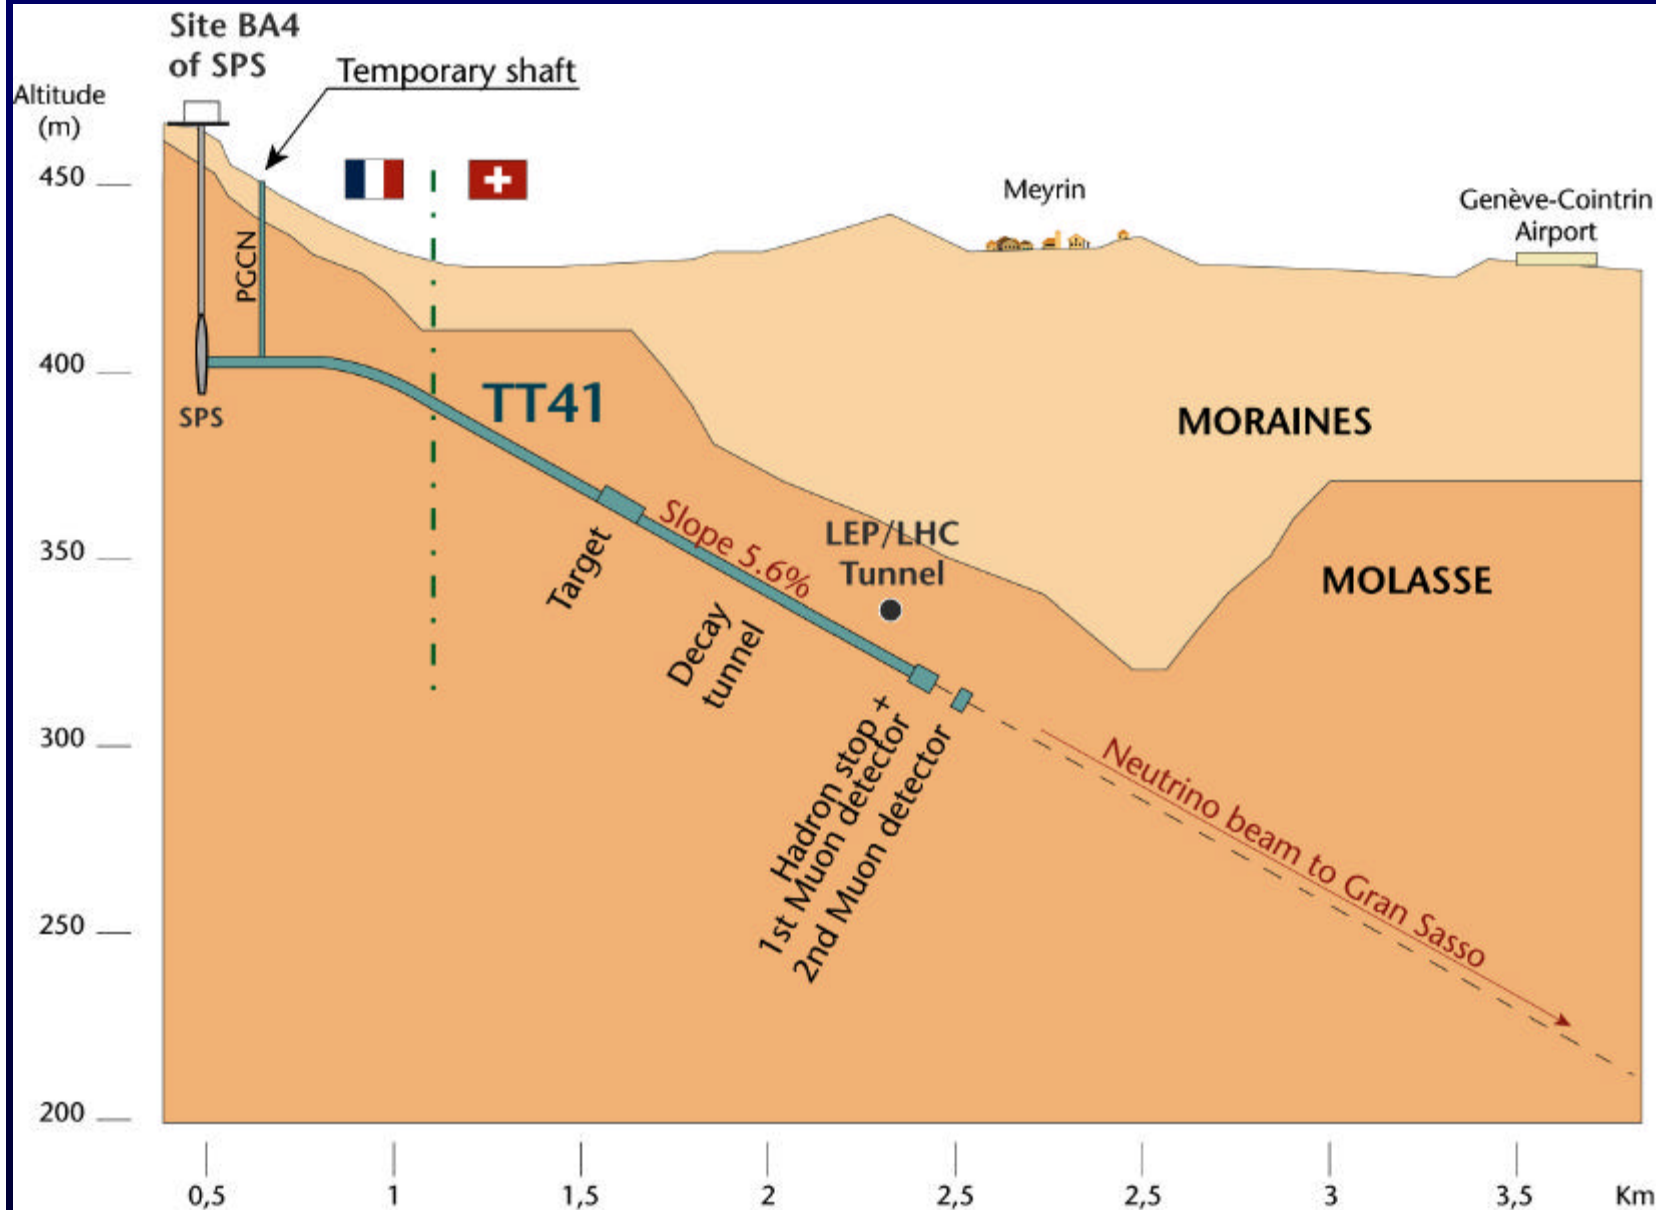 Site BA4
of SPS
Temporary shaft
Altitude
(m)
450
Meyrin
Genève-Cointrin
Airport
PGCN
400
TT41
SPS
MORAINES
350
Slope 5.6%
LEP/LHC
Tunnel
MOLASSE
Target
Decay
tunnel
300
Hadron stop +
1st Muon detector
2nd Muon detector
Neutrino beam to Gran Sasso
250
200
0,5 1 1,5 2 2,5 2,5 3 3,5 Km